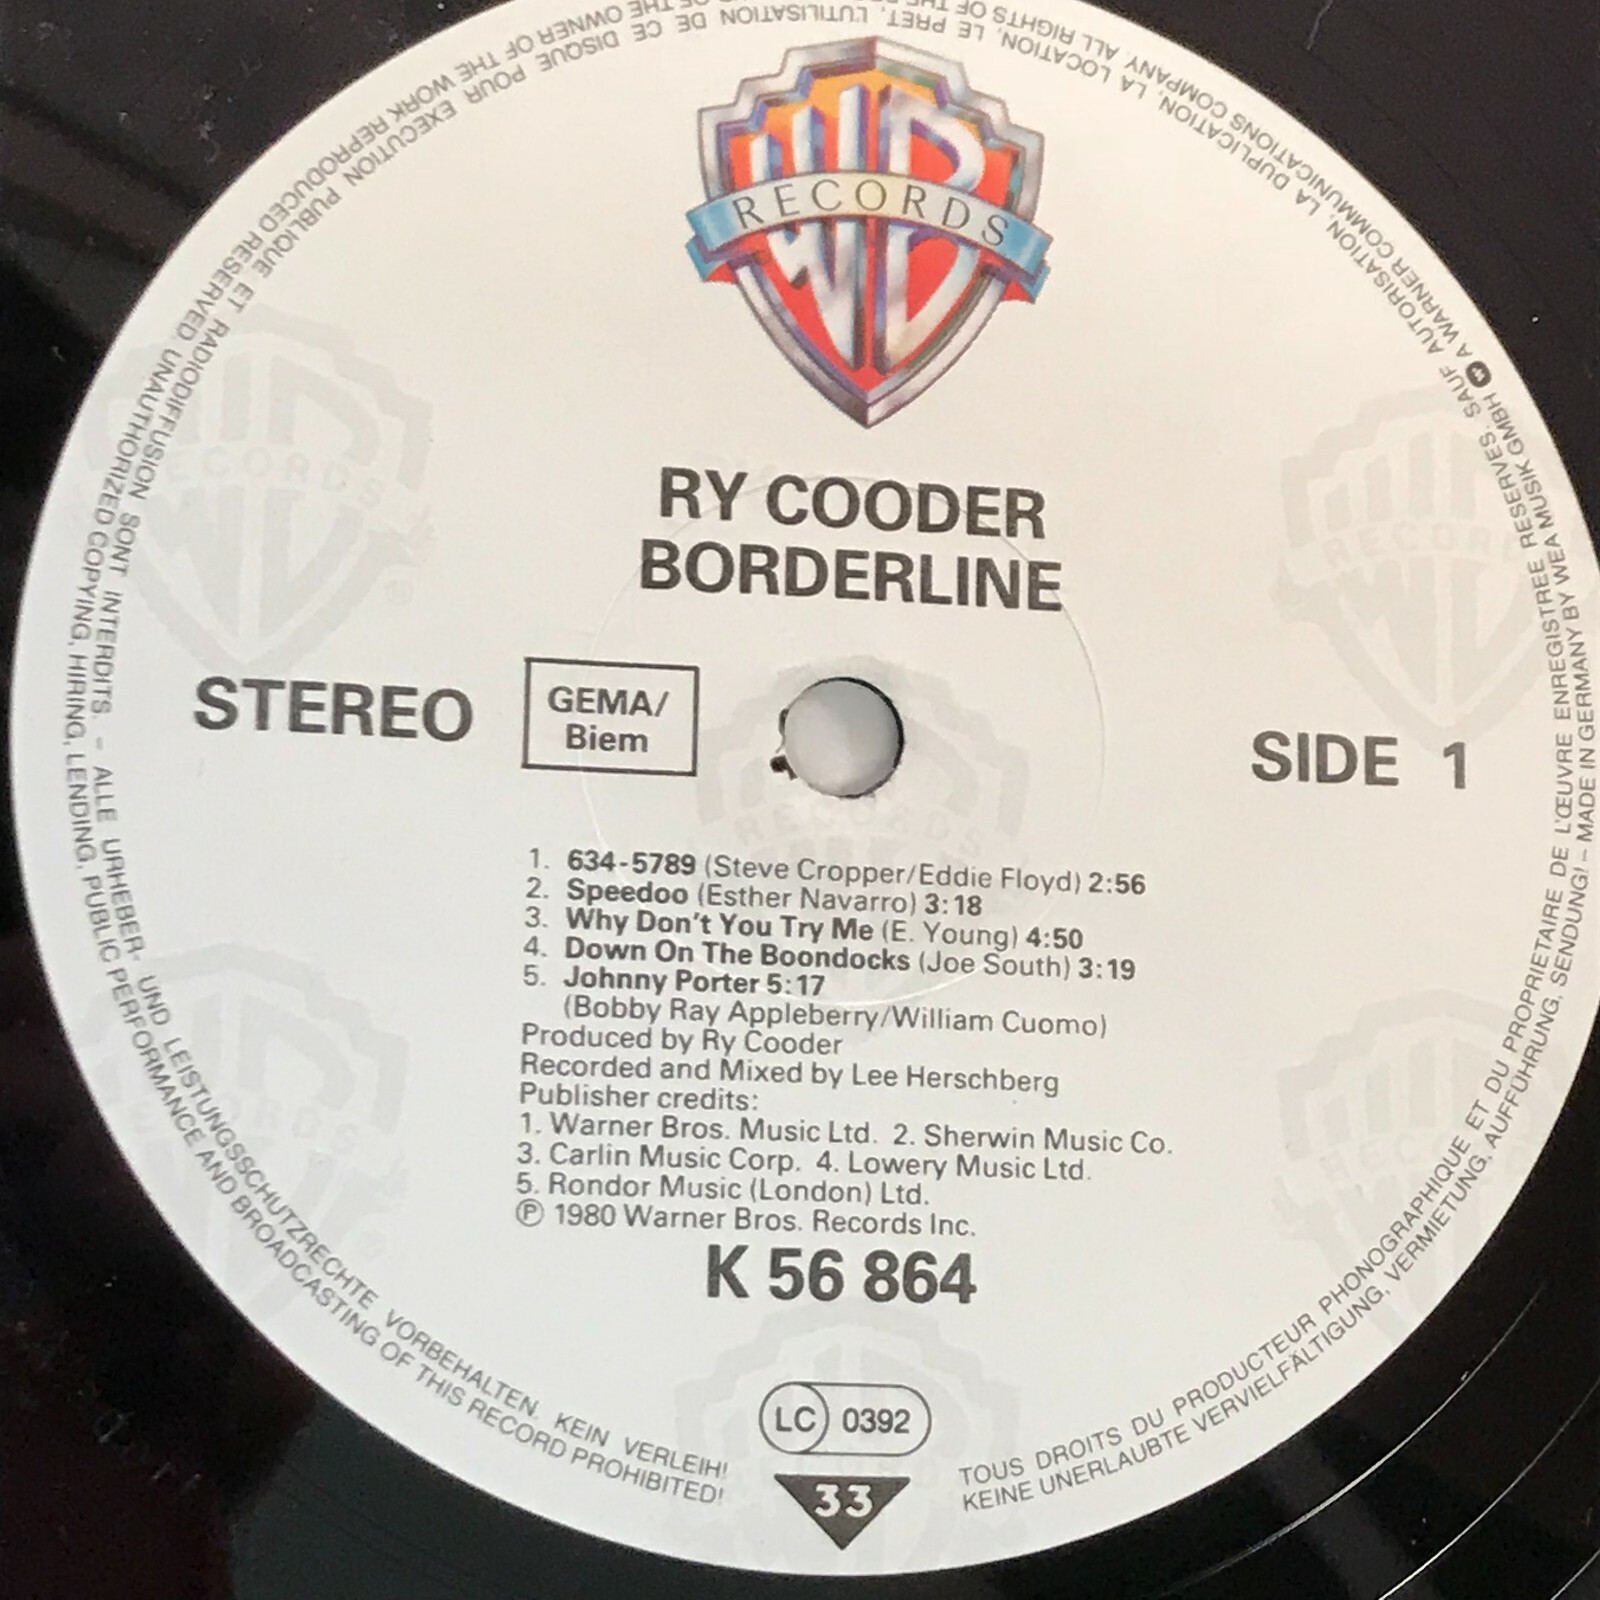 WB
RECORDS
RY COODER
BORDERLINE
STEREO
GEMA/
Biem
SIDE 1
1. 634-5789 (Steve Cropper/Eddie Floyd) 2:56
2. Speedoo (Esther Navarro) 3:18
3. Why Don't You Try Me (E. Young) 4:50
4. Down On The Boondocks (Joe South) 3:19
5. Johnny Porter 5:17
(Bobby Ray Appleberry/William Cuomo)
Produced by Ry Cooder
Recorded and Mixed by Lee Herschberg
Publisher credits:
1. Warner Bros. Music Ltd. 2. Sherwin Music Co.
3. Carlin Music Corp. 4. Lowery Music Ltd.
5. Rondor Music (London) Ltd.
Ⓟ 1980 Warner Bros. Records Inc.
K 56 864
LC 0392
33
TOUS DROITS DU PRODUCTEUR PHONOGRAPHIQUE ET DU PROPRIETAIRE DE L'ŒUVRE ENREGISTREE RESERVES. SAUF AUTORISATION, LA DUPLICATION, LA LOCATION, LE PRET, L'UTILISATION DE CE DISQUE POUR EXECUTION PUBLIQUE ET RADIODIFFUSION SONT INTERDITS. – ALLE URHEBER- UND LEISTUNGSSCHUTZRECHTE VORBEHALTEN. KEIN VERLEIH!
KEINE UNERLAUBTE VERVIELFÄLTIGUNG, VERMIETUNG, AUFFÜHRUNG, SENDUNG! – MADE IN GERMANY BY WEA MUSIK GMBH A WARNER COMMUNICATIONS COMPANY. ALL RIGHTS OF THE OWNER OF THE WORK REPRODUCED RESERVED. UNAUTHORIZED COPYING, HIRING, LENDING, PUBLIC PERFORMANCE AND BROADCASTING OF THIS RECORD PROHIBITED!